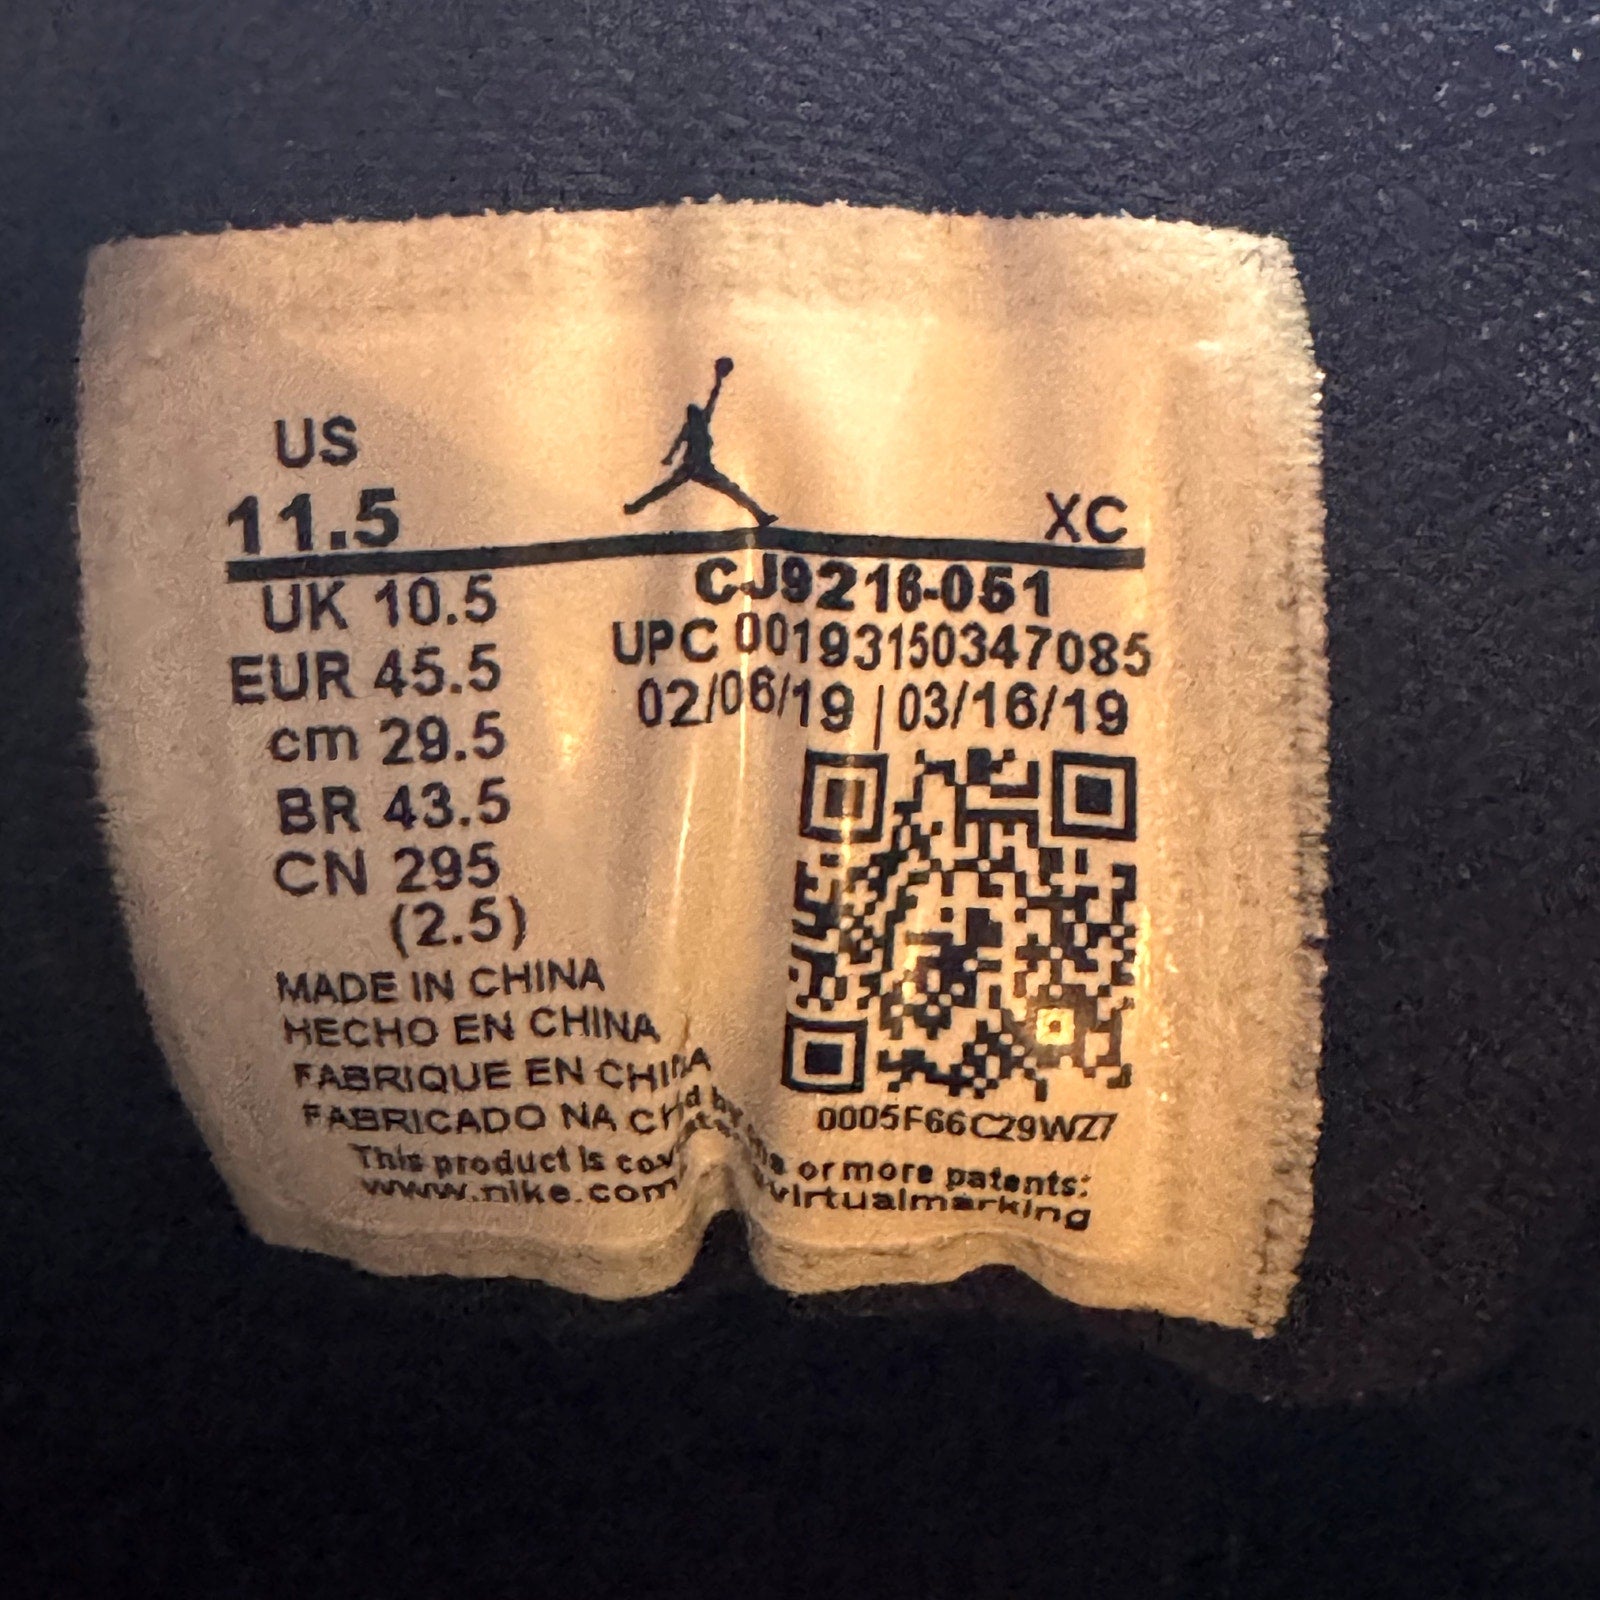 US
11.5
XC
UK 10.5
EUR 45.5
cm 29.5
BR 43.5
CN 295
(2.5)
CJ9216-051
UPC 00193150347085
02/06/19 | 03/16/19
MADE IN CHINA
HECHO EN CHINA
FABRIQUE EN CHINA
FABRICADO NA
0005F66C29WZ7
This product is or more patents:
www.nike.com virtualmarking